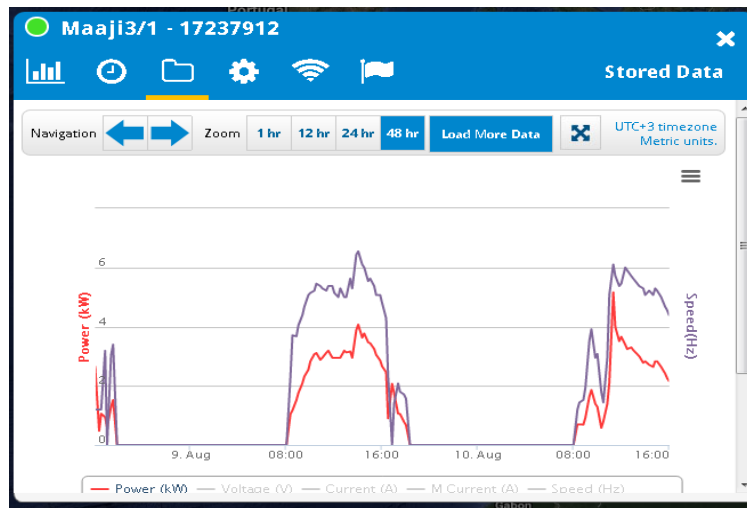 Portugal
Maaji3/1 - 17237912
Stored Data
Navigation Zoom 1 hr 12 hr 24 hr 48 hr Load More Data UTC+3 timezone
Metric units.
6
4
2
0
Power (kW)
Speed(Hz)
9. Aug 08:00 16:00 10. Aug 08:00 16:00
Power (kW) Voltage (V) Current (A) M Current (A) Speed (Hz)
Gabon